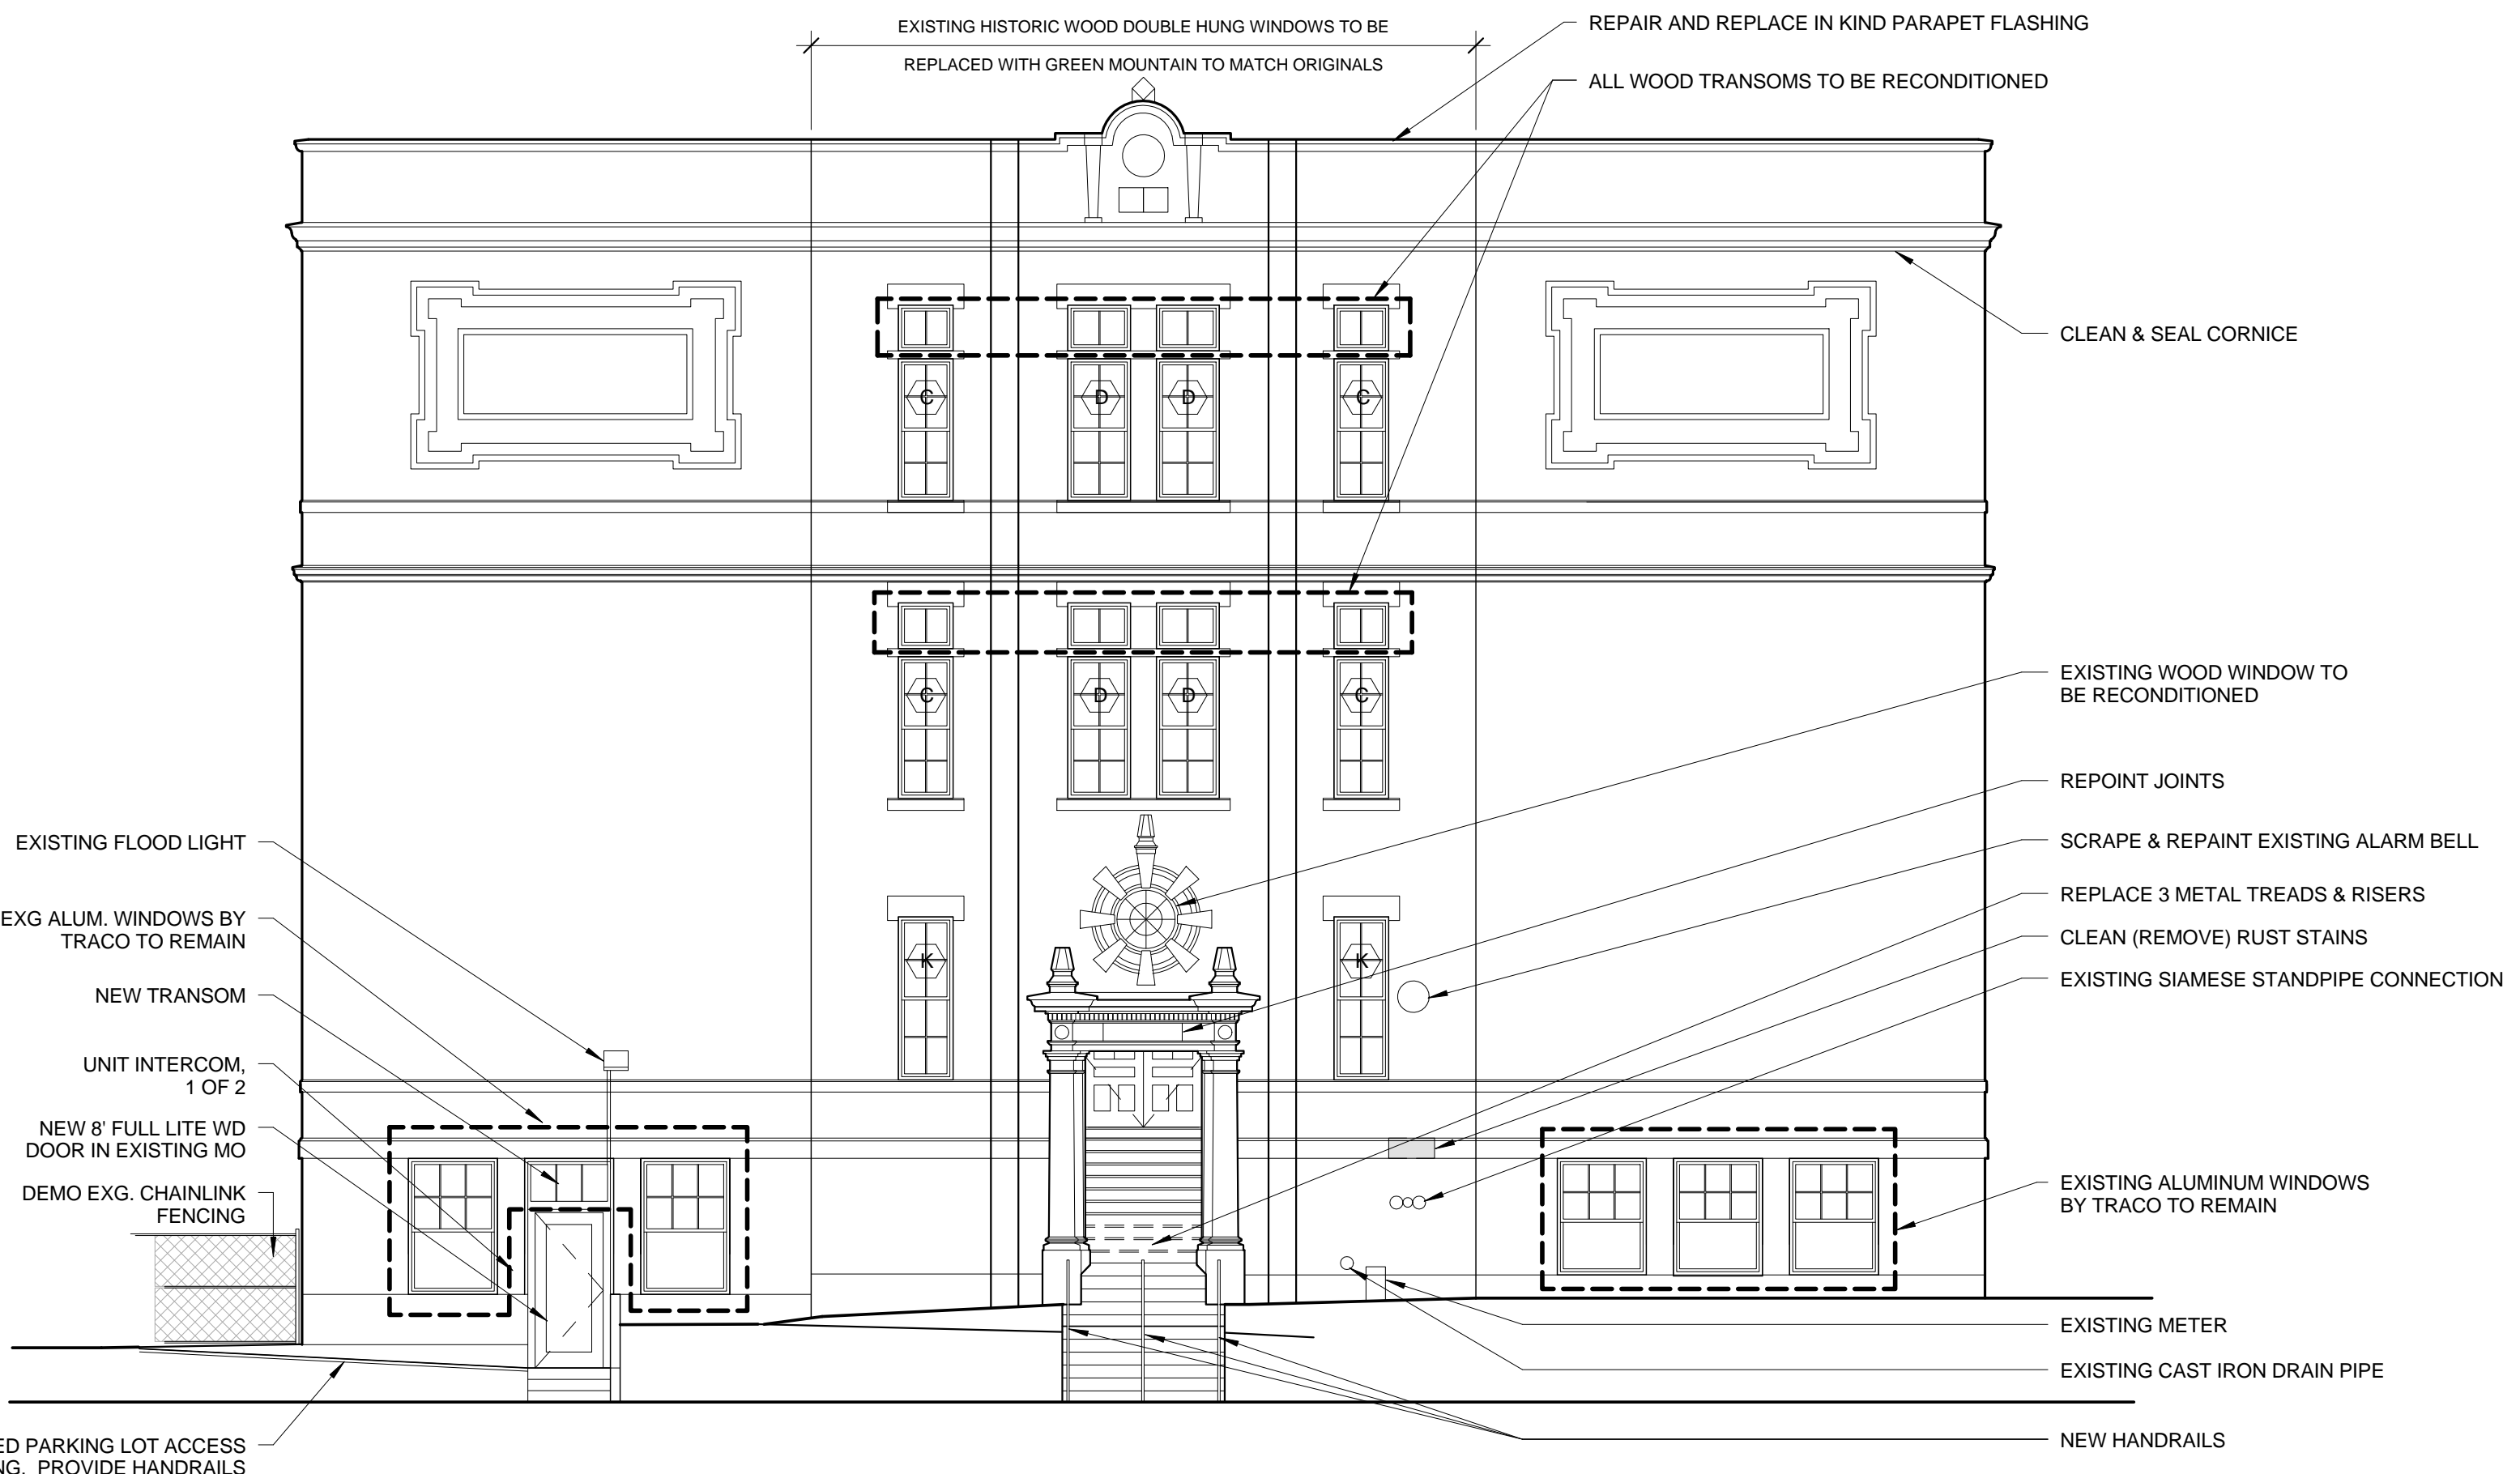 EXISTING HISTORIC WOOD DOUBLE HUNG WINDOWS TO BE
REPLACED WITH GREEN MOUNTAIN TO MATCH ORIGINALS
REPAIR AND REPLACE IN KIND PARAPET FLASHING
ALL WOOD TRANSOMS TO BE RECONDITIONED
CLEAN & SEAL CORNICE
C
D
D
C
C
D
D
C
EXISTING WOOD WINDOW TO
BE RECONDITIONED
REPOINT JOINTS
SCRAPE & REPAINT EXISTING ALARM BELL
REPLACE 3 METAL TREADS & RISERS
CLEAN (REMOVE) RUST STAINS
EXISTING SIAMESE STANDPIPE CONNECTION
K
K
EXISTING FLOOD LIGHT
EXG ALUM. WINDOWS BY
TRACO TO REMAIN
NEW TRANSOM
UNIT INTERCOM,
1 OF 2
NEW 8' FULL LITE WD
DOOR IN EXISTING MO
DEMO EXG. CHAINLINK
FENCING
EXISTING ALUMINUM WINDOWS
BY TRACO TO REMAIN
EXISTING METER
EXISTING CAST IRON DRAIN PIPE
NEW HANDRAILS
PARKING LOT ACCESS
PROVIDE HANDRAILS